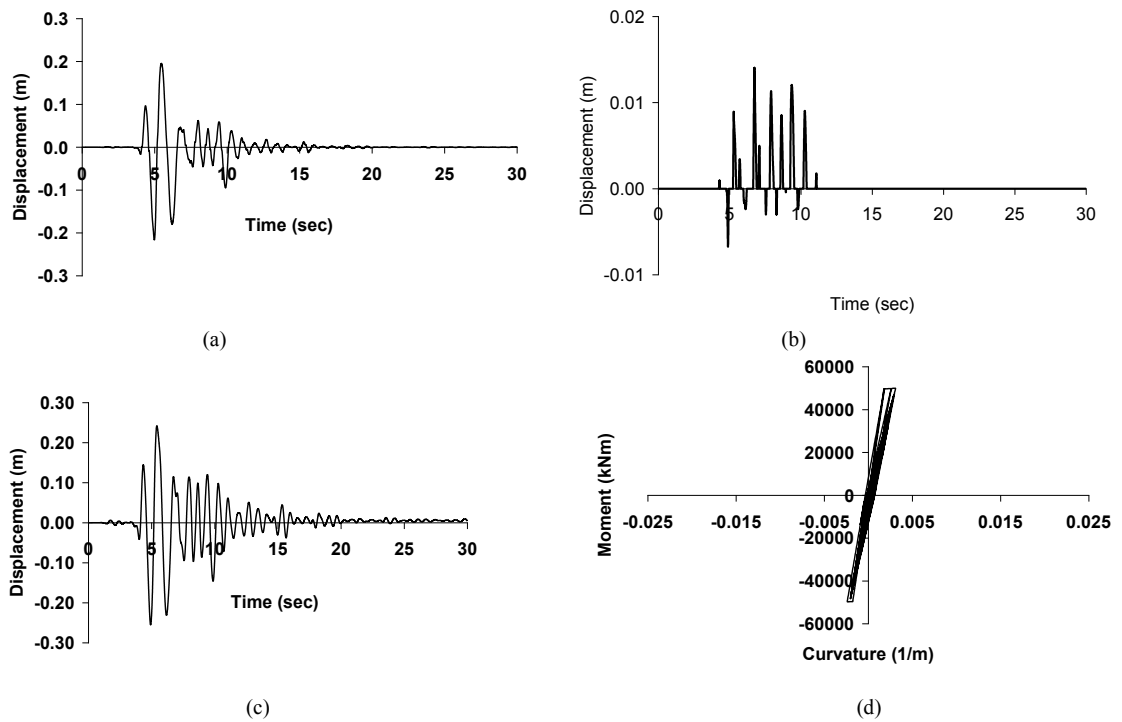 0.3
0.2
0.1
0.0
-0.1
-0.2
-0.3
0 5 10 15 20 25 30
Displacement (m)
Time (sec)
(a)
0.02
0.01
0.00
-0.01
0 5 10 15 20 25 30
Displacement (m)
Time (sec)
(b)
0.30
0.20
0.10
0.00
-0.10
-0.20
-0.30
0 5 10 15 20 25 30
Displacement (m)
Time (sec)
(c)
60000
40000
20000
0
-20000
-40000
-60000
-0.025 -0.015 -0.005 0.005 0.015 0.025
Moment (kNm)
Curvature (1/m)
(d)